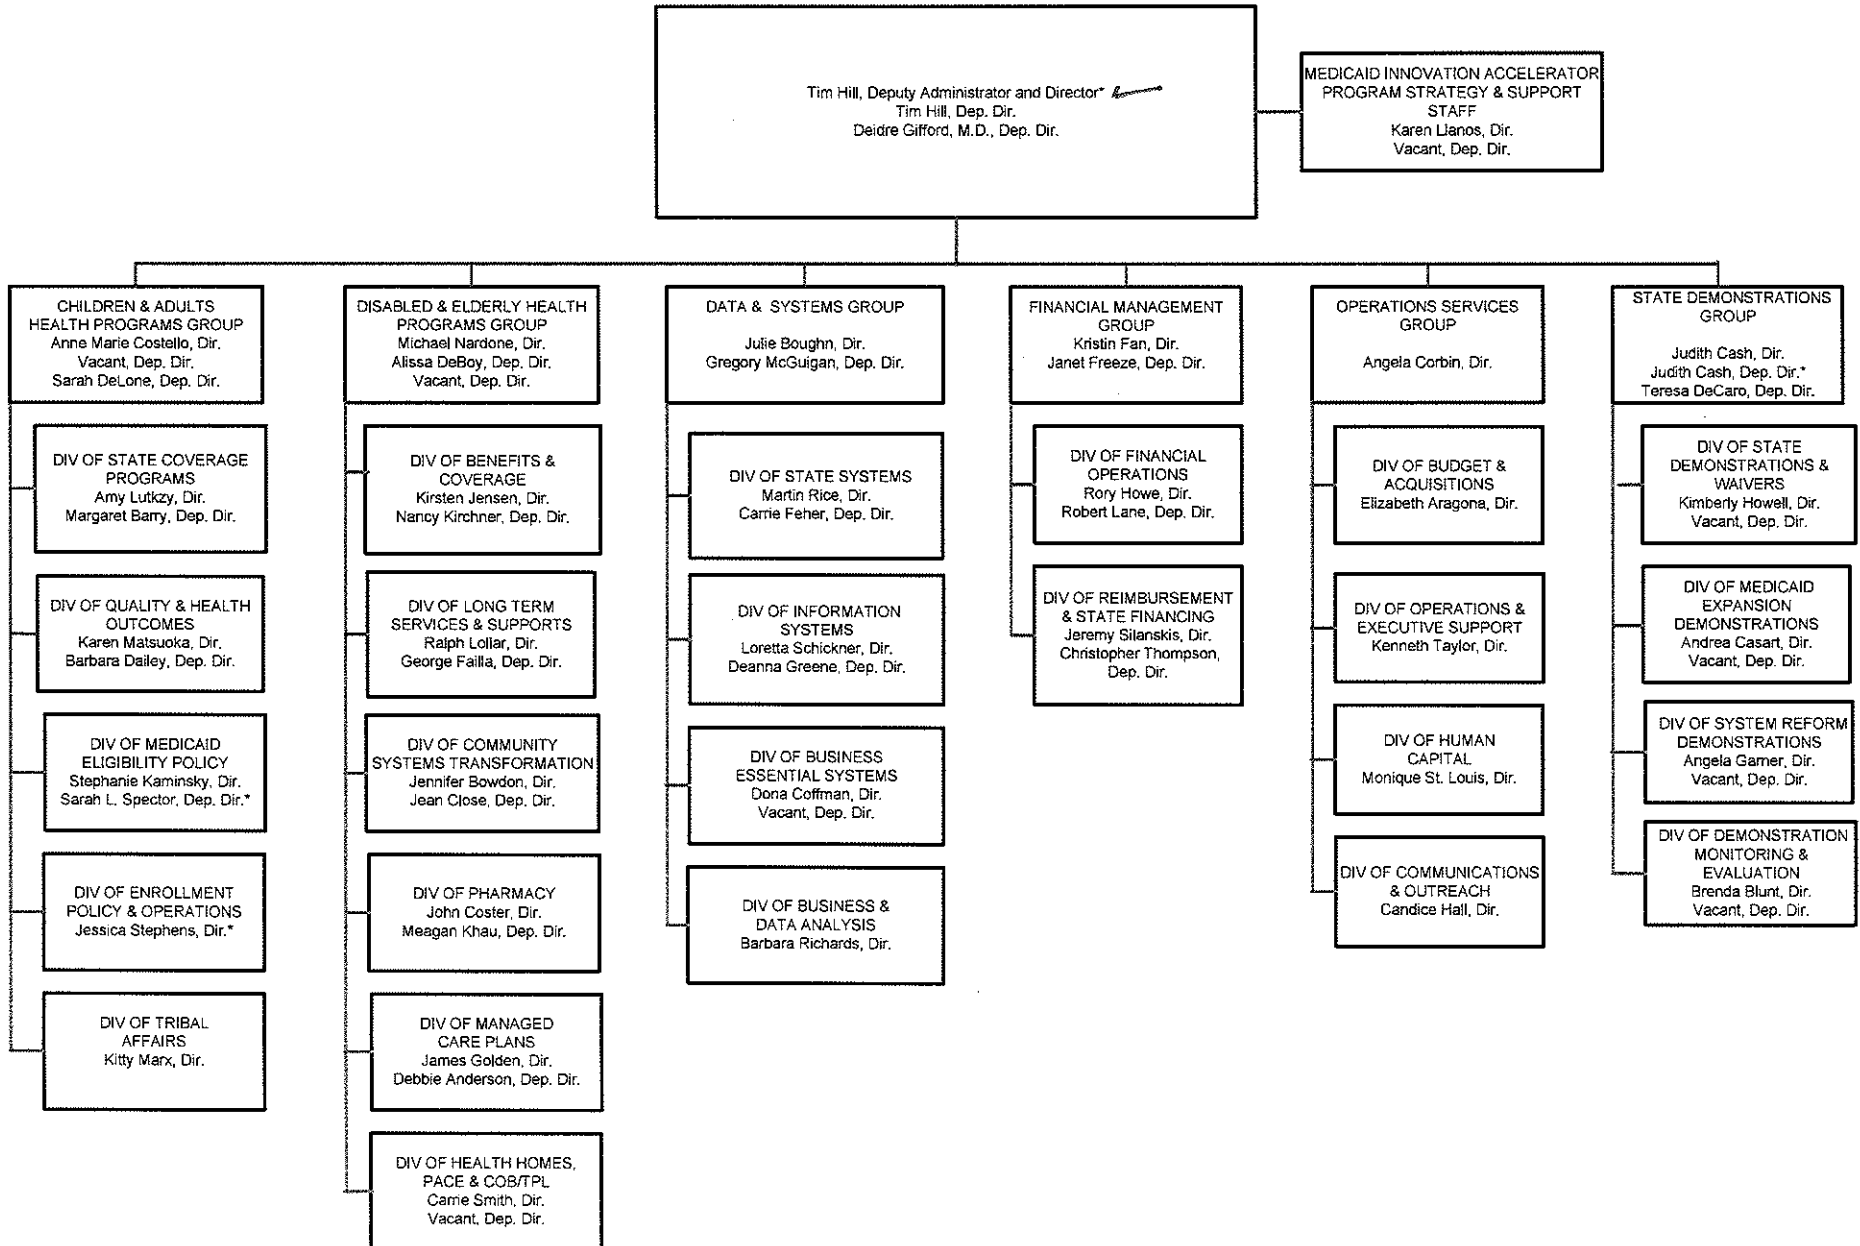 Tim Hill, Deputy Administrator and Director*
Tim Hill, Dep. Dir.
Deidre Gifford, M.D., Dep. Dir.
MEDICAID INNOVATION ACCELERATOR
PROGRAM STRATEGY & SUPPORT
STAFF
Karen Llanos, Dir.
Vacant, Dep. Dir.
CHILDREN & ADULTS
HEALTH PROGRAMS GROUP
Anne Marie Costello, Dir.
Vacant, Dep. Dir.
Sarah DeLone, Dep. Dir.
DIV OF STATE COVERAGE
PROGRAMS
Amy Lutkzy, Dir.
Margaret Barry, Dep. Dir.
DIV OF QUALITY & HEALTH
OUTCOMES
Karen Matsuoka, Dir.
Barbara Dailey, Dep. Dir.
DIV OF MEDICAID
ELIGIBILITY POLICY
Stephanie Kaminsky, Dir.
Sarah L. Spector, Dep. Dir.*
DIV OF ENROLLMENT
POLICY & OPERATIONS
Jessica Stephens, Dir.*
DIV OF TRIBAL
AFFAIRS
Kitty Marx, Dir.
DISABLED & ELDERLY HEALTH
PROGRAMS GROUP
Michael Nardone, Dir.
Alissa DeBoy, Dep. Dir.
Vacant, Dep. Dir.
DIV OF BENEFITS &
COVERAGE
Kirsten Jensen, Dir.
Nancy Kirchner, Dep. Dir.
DIV OF LONG TERM
SERVICES & SUPPORTS
Ralph Lollar, Dir.
George Failla, Dep. Dir.
DIV OF COMMUNITY
SYSTEMS TRANSFORMATION
Jennifer Bowdon, Dir.
Jean Close, Dep. Dir.
DIV OF PHARMACY
John Coster, Dir.
Meagan Khau, Dep. Dir.
DIV OF MANAGED
CARE PLANS
James Golden, Dir.
Debbie Anderson, Dep. Dir.
DIV OF HEALTH HOMES,
PACE & COB/TPL
Carrie Smith, Dir.
Vacant, Dep. Dir.
DATA & SYSTEMS GROUP
Julie Boughn, Dir.
Gregory McGuigan, Dep. Dir.
DIV OF STATE SYSTEMS
Martin Rice, Dir.
Carrie Feher, Dep. Dir.
DIV OF INFORMATION
SYSTEMS
Loretta Schickner, Dir.
Deanna Greene, Dep. Dir.
DIV OF BUSINESS
ESSENTIAL SYSTEMS
Dona Coffman, Dir.
Vacant, Dep. Dir.
DIV OF BUSINESS &
DATA ANALYSIS
Barbara Richards, Dir.
FINANCIAL MANAGEMENT
GROUP
Kristin Fan, Dir.
Janet Freeze, Dep. Dir.
DIV OF FINANCIAL
OPERATIONS
Rory Howe, Dir.
Robert Lane, Dep. Dir.
DIV OF REIMBURSEMENT
& STATE FINANCING
Jeremy Silanskis, Dir.
Christopher Thompson,
Dep. Dir.
OPERATIONS SERVICES
GROUP
Angela Corbin, Dir.
DIV OF BUDGET &
ACQUISITIONS
Elizabeth Aragona, Dir.
DIV OF OPERATIONS &
EXECUTIVE SUPPORT
Kenneth Taylor, Dir.
DIV OF HUMAN
CAPITAL
Monique St. Louis, Dir.
DIV OF COMMUNICATIONS
& OUTREACH
Candice Hall, Dir.
STATE DEMONSTRATIONS
GROUP
Judith Cash, Dir.
Judith Cash, Dep. Dir.*
Teresa DeCaro, Dep. Dir.
DIV OF STATE
DEMONSTRATIONS &
WAIVERS
Kimberly Howell, Dir.
Vacant, Dep. Dir.
DIV OF MEDICAID
EXPANSION
DEMONSTRATIONS
Andrea Casart, Dir.
Vacant, Dep. Dir.
DIV OF SYSTEM REFORM
DEMONSTRATIONS
Angela Garner, Dir.
Vacant, Dep. Dir.
DIV OF DEMONSTRATION
MONITORING &
EVALUATION
Brenda Blunt, Dir.
Vacant, Dep. Dir.